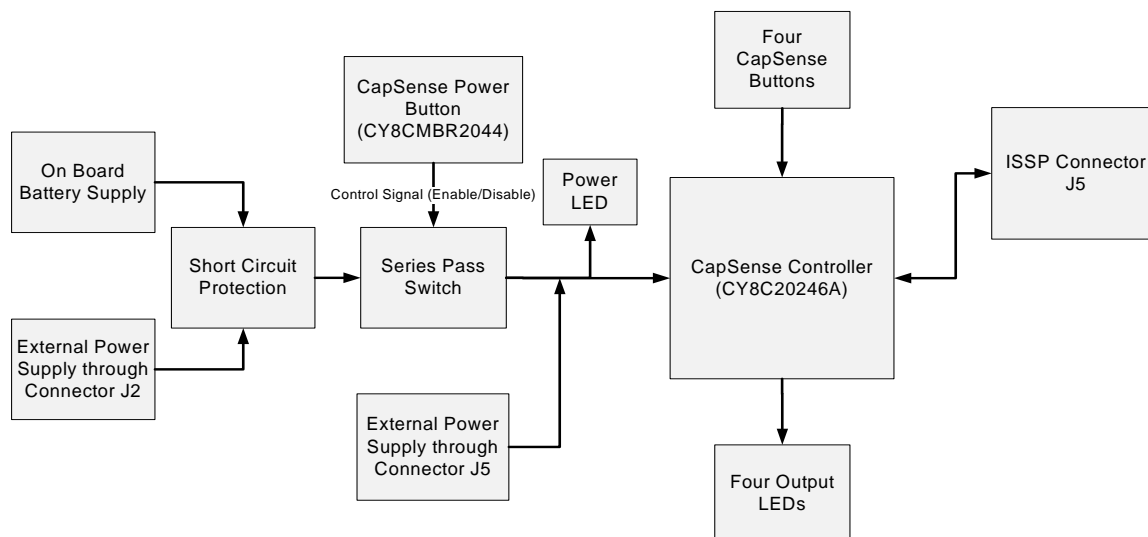 Four
CapSense
Buttons
CapSense Power
Button
(CY8CMBR2044)
On Board
Battery Supply
Control Signal (Enable/Disable)
Power
LED
ISSP Connector
J5
Short Circuit
Protection
Series Pass
Switch
CapSense Controller
(CY8C20246A)
External Power
Supply through
Connector J2
External Power
Supply through
Connector J5
Four Output
LEDs